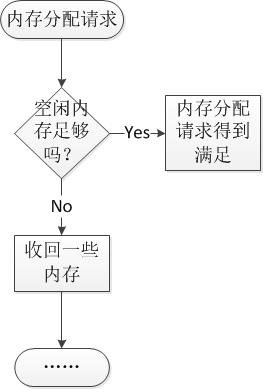 内存分配请求
空闲内
存足够
吗？
Yes
内存分配
请求得到
满足
No
收回一些
内存
……